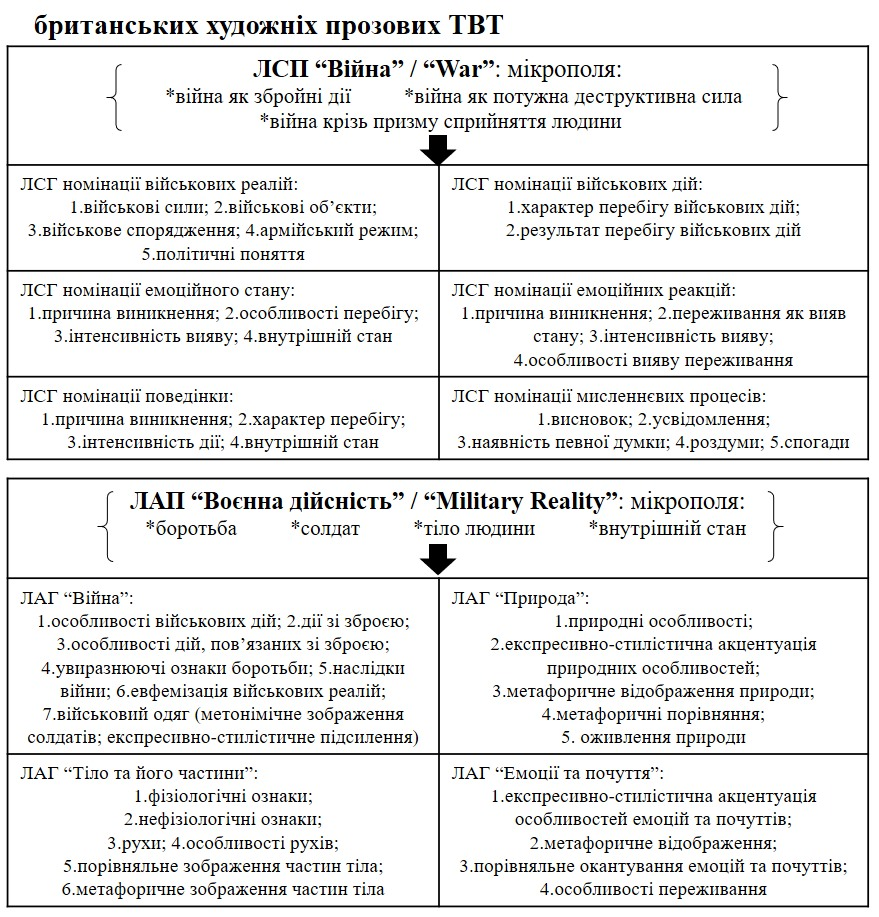 британських художніх прозових ТВТ
ЛСП “Війна” / “War”: мікрополя:
*війна як збройні дії *війна як потужна деструктивна сила
*війна крізь призму сприйняття людини
ЛСГ номінації військових реалій:
1.військові сили; 2.військові об’єкти;
3.військове спорядження; 4.армійський режим;
5.політичні поняття
ЛСГ номінації військових дій:
1.характер перебігу військових дій;
2.результат перебігу військових дій
ЛСГ номінації емоційного стану:
1.причина виникнення; 2.особливості перебігу;
3.інтенсивність вияву; 4.внутрішній стан
ЛСГ номінації емоційних реакцій:
1.причина виникнення; 2.переживання як вияв
стану; 3.інтенсивність вияву;
4.особливості вияву переживання
ЛСГ номінації поведінки:
1.причина виникнення; 2.характер перебігу;
3.інтенсивність дії; 4.внутрішній стан
ЛСГ номінації мисленнєвих процесів:
1.висновок; 2.усвідомлення;
3.наявність певної думки; 4.роздуми; 5.спогади
ЛАП “Воєнна дійсність” / “Military Reality”: мікрополя:
*боротьба *солдат *тіло людини *внутрішній стан
ЛАГ “Війна”:
1.особливості військових дій; 2.дії зі зброєю;
3.особливості дій, пов’язаних зі зброєю;
4.увиразнюючі ознаки боротьби; 5.наслідки
війни; 6.евфемізація військових реалій;
7.військовий одяг (метонімічне зображення
солдатів; експресивно-стилістичне підсилення)
ЛАГ “Природа”:
1.природні особливості;
2.експресивно-стилістична акцентуація
природних особливостей;
3.метафоричне відображення природи;
4.метафоричні порівняння;
5. оживлення природи
ЛАГ “Тіло та його частини”:
1.фізіологічні ознаки;
2.нефізіологічні ознаки;
3.рухи; 4.особливості рухів;
5.порівняльне зображення частин тіла;
6.метафоричне зображення частин тіла
ЛАГ “Емоції та почуття”:
1.експресивно-стилістична акцентуація
особливостей емоцій та почуттів;
2.метафоричне відображення;
3.порівняльне окантування емоцій та почуттів;
4.особливості переживання